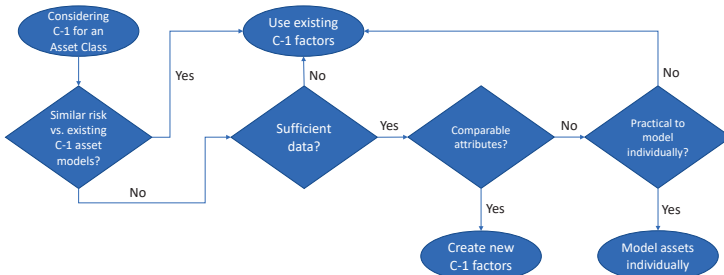 Considering
C-1 for an
Asset Class
Use existing
C-1 factors
Yes
No
No
Similar risk
vs. existing
C-1 asset
models?
Sufficient
data?
Yes
Comparable
attributes?
No
Practical to
model
individually?
No
Yes
Yes
Create new
C-1 factors
Model assets
individually